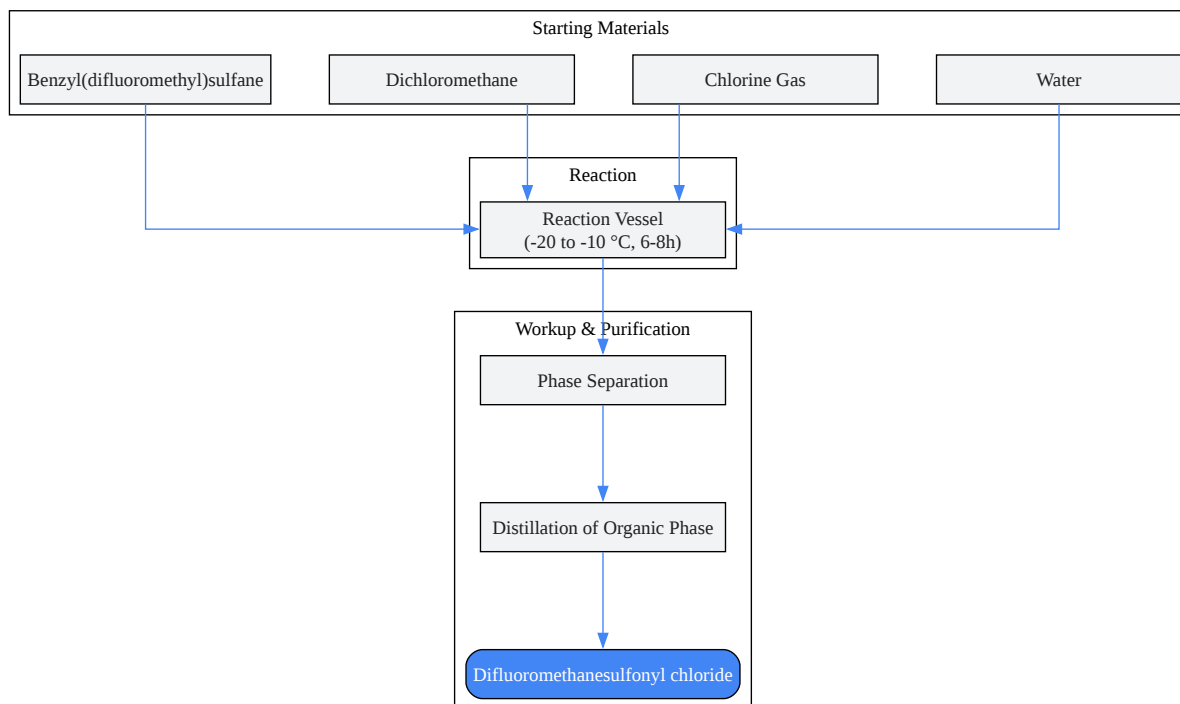 Starting Materials
Benzyl(difluoromethyl)sulfane
Dichloromethane
Chlorine Gas
Water
Reaction
Reaction Vessel
(-20 to -10 °C, 6-8h)
Workup & Purification
Phase Separation
Distillation of Organic Phase
Difluoromethanesulfonyl chloride